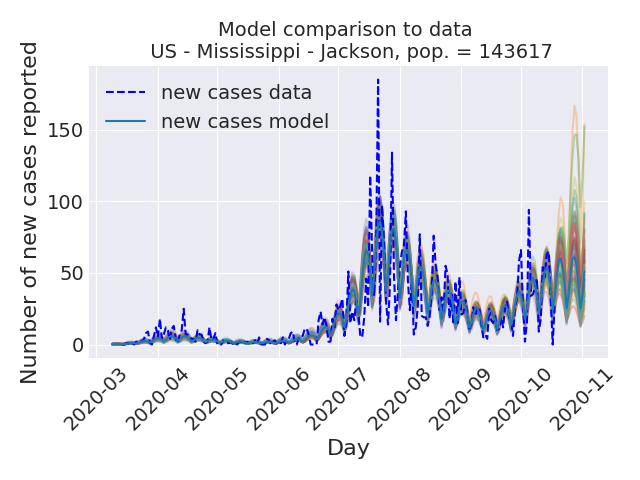 Model comparison to data
US - Mississippi - Jackson, pop. = 143617
Number of new cases reported
new cases data
new cases model
150
100
50
0
2020-03
2020-04
2020-05
2020-06
2020-07
2020-08
2020-09
2020-10
2020-11
Day